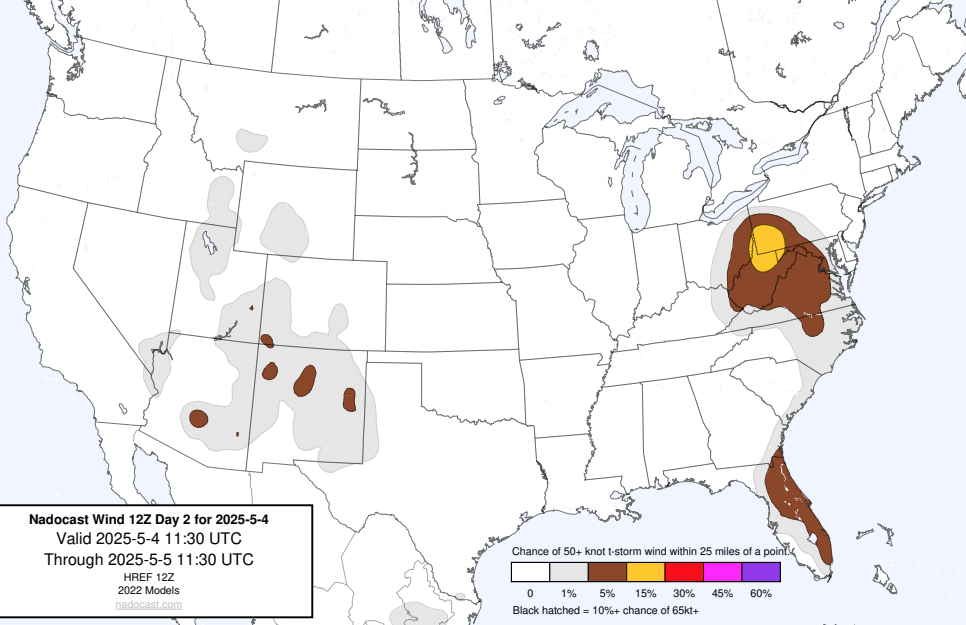 Nadocast Wind 12Z Day 2 for 2025-5-4
Valid 2025-5-4 11:30 UTC
Through 2025-5-5 11:30 UTC
HREF 12Z
2022 Models
nadocast.com
Chance of 50+ knot t-storm wind within 25 miles of a point.
0 1% 5% 15% 30% 45% 60%
Black hatched = 10%+ chance of 65kt+